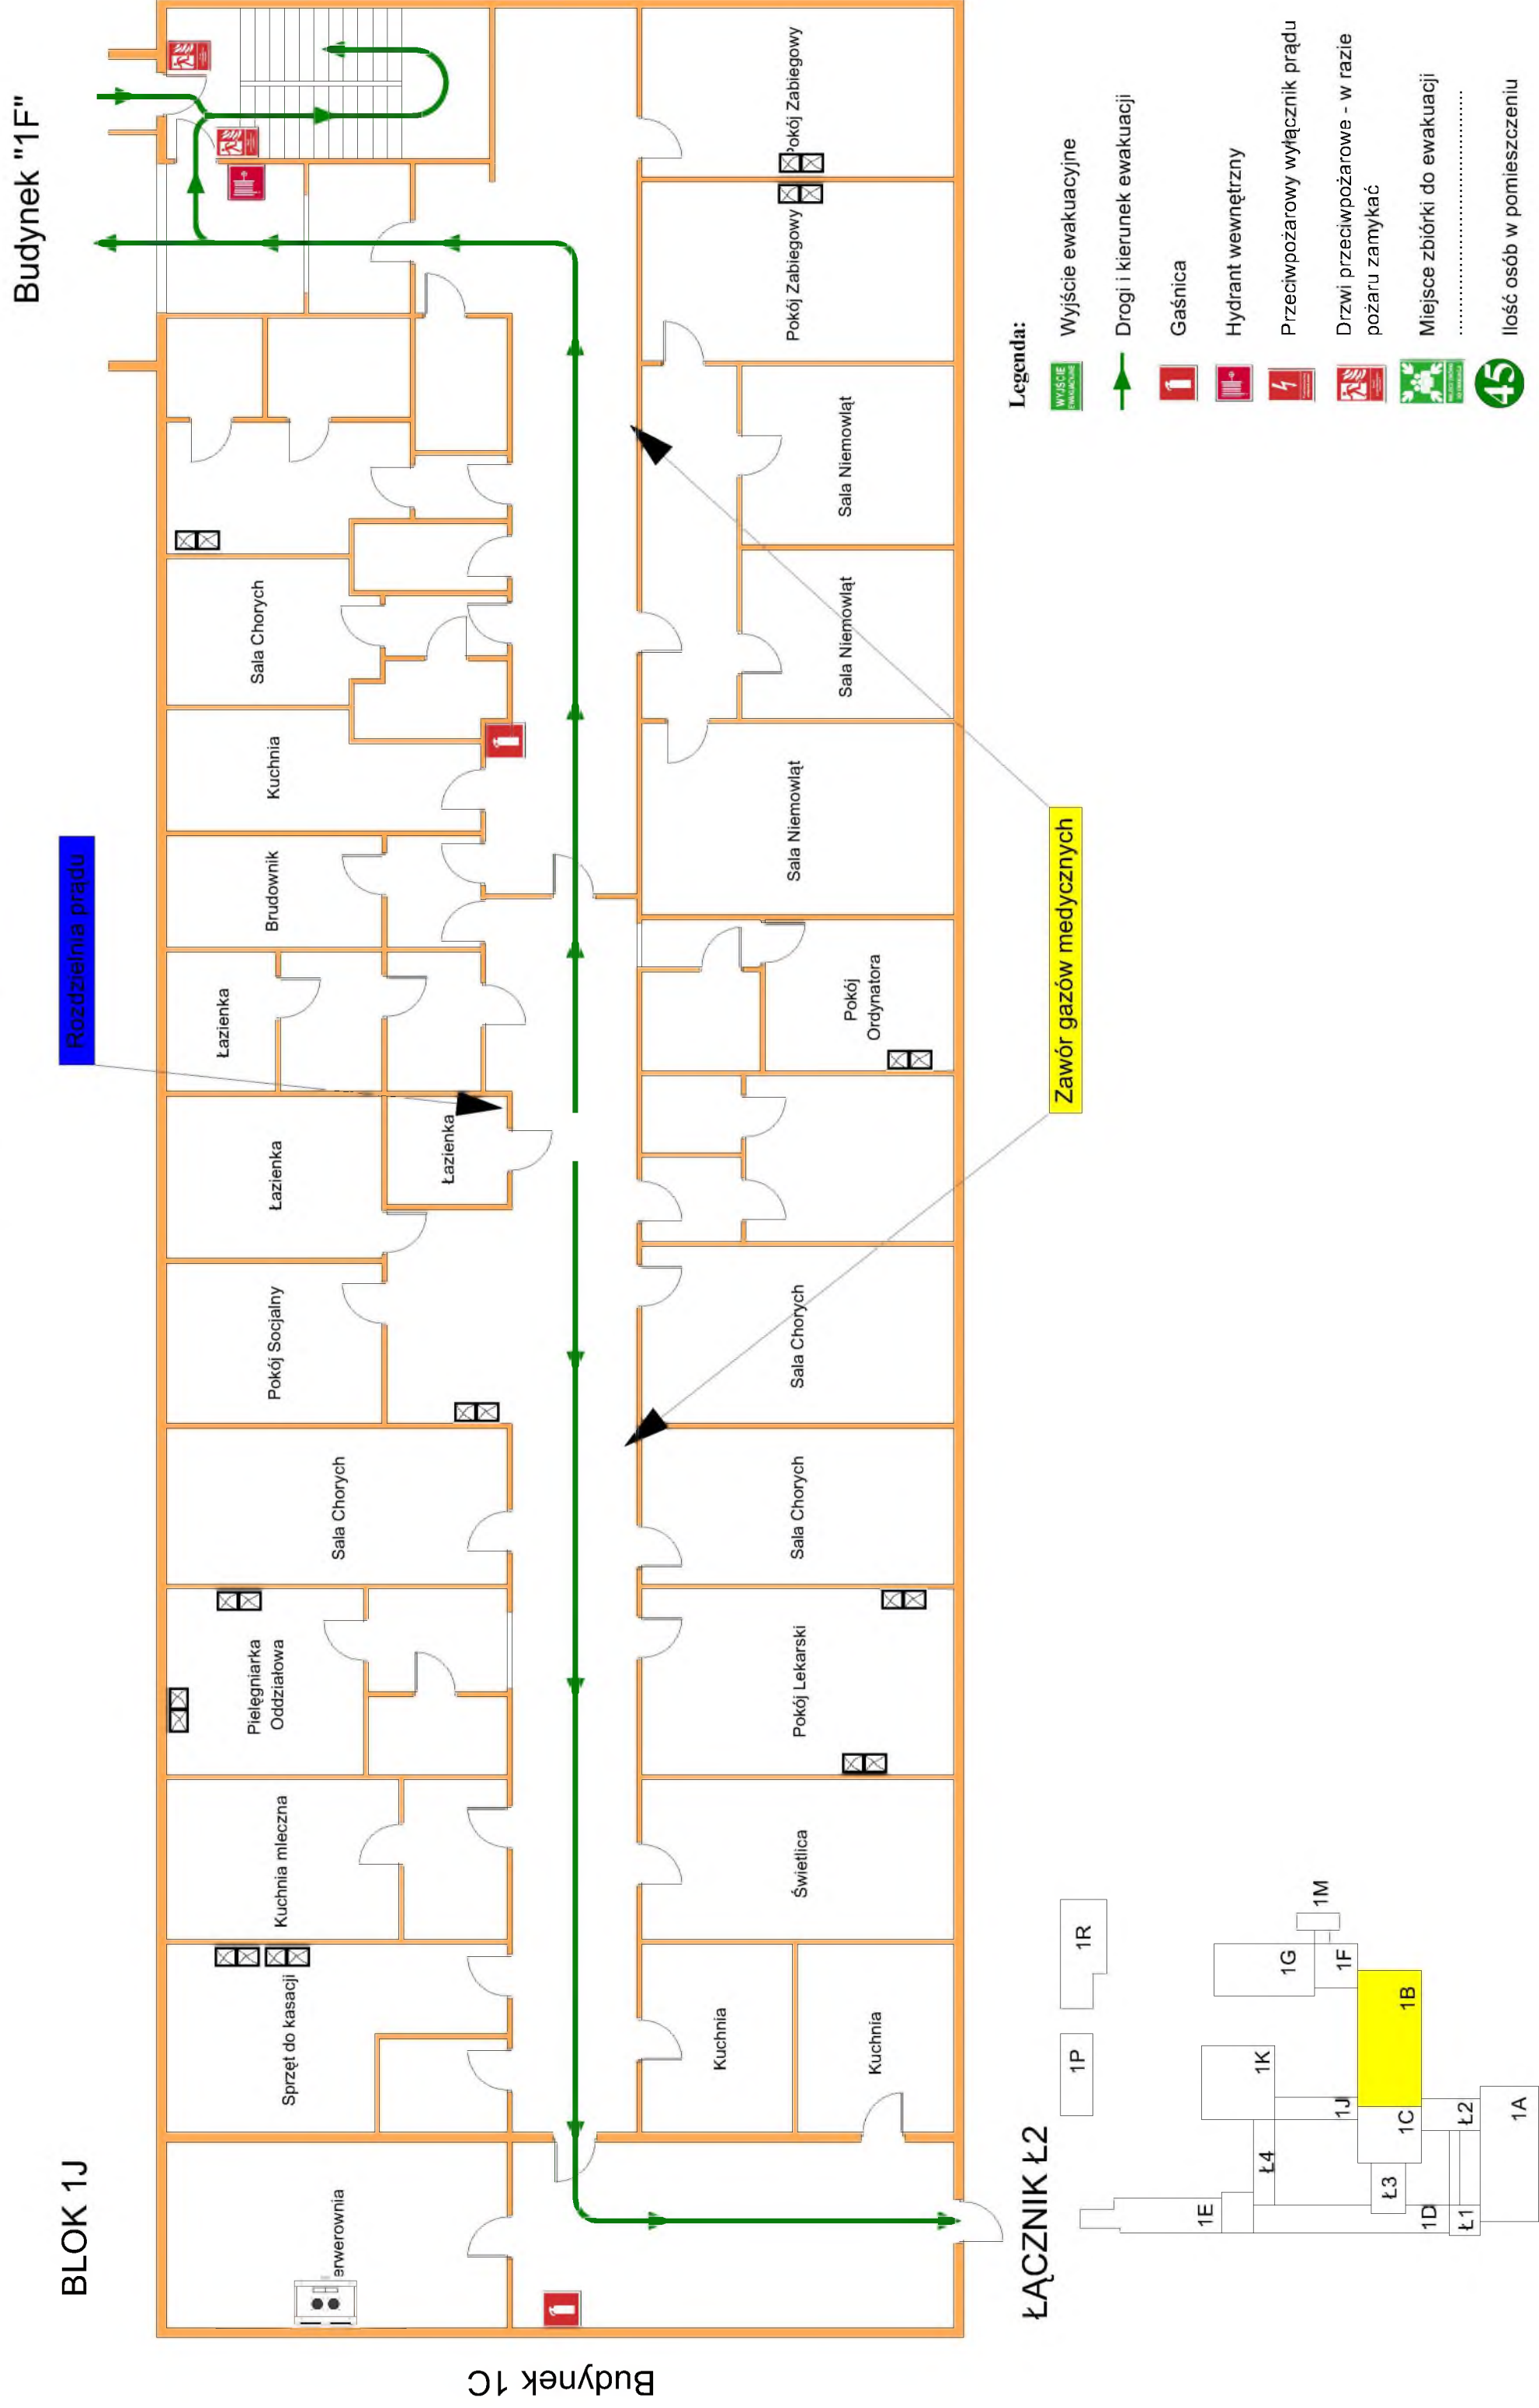 Budynek "1F"
BLOK 1J
Budynek 1C
ŁĄCZNIK Ł2
Rozdzielnia prądu
Zawór gazów medycznych
Sprzęt do kasacji
Kuchnia mleczna
Pielęgniarka
Oddziałowa
Sala Chorych
Pokój Socjalny
Łazienka
Łazienka
Łazienka
Brudownik
Kuchnia
Sala Chorych
Kuchnia
Kuchnia
Świetlica
Pokój Lekarski
Sala Chorych
Sala Chorych
Pokój
Ordynatora
Sala Niemowląt
Sala Niemowląt
Sala Niemowląt
Pokój Zabiegowy
Pokój Zabiegowy
erwerownia
Legenda:
WYJŚCIE
EWAKUACYJNE
Wyjście ewakuacyjne
Drogi i kierunek ewakuacji
Gaśnica
Hydrant wewnętrzny
Przeciwpożarowy wyłącznik prądu
Drzwi przeciwpożarowe - w razie
pożaru zamykać
Miejsce zbiórki do ewakuacji
......................................
45
Ilość osób w pomieszczeniu
1R
1P
1M
1G
1F
1K
1B
1J
1C
Ł4
Ł3
Ł2
1E
1D
Ł1
1A